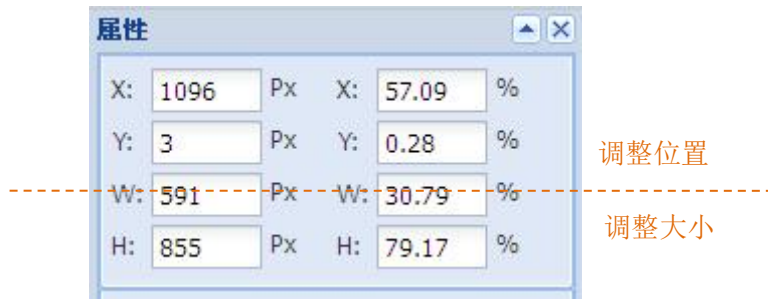 属性
X: 1096 Px X: 57.09 %
Y: 3 Px Y: 0.28 %
调整位置
W: 591 Px W: 30.79 %
调整大小
H: 855 Px H: 79.17 %